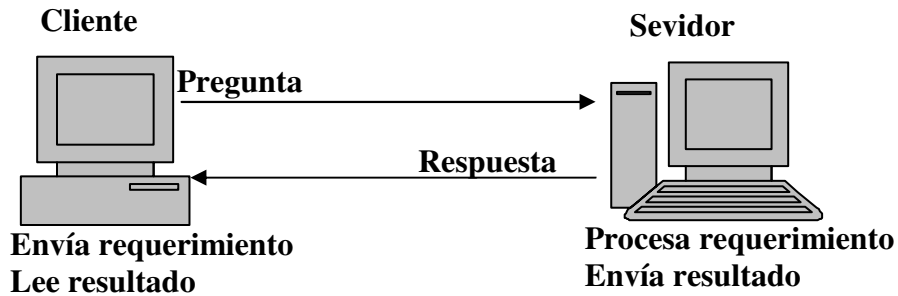 Cliente
Sevidor
Pregunta
Respuesta
Envía requerimiento
Lee resultado
Procesa requerimiento
Envía resultado